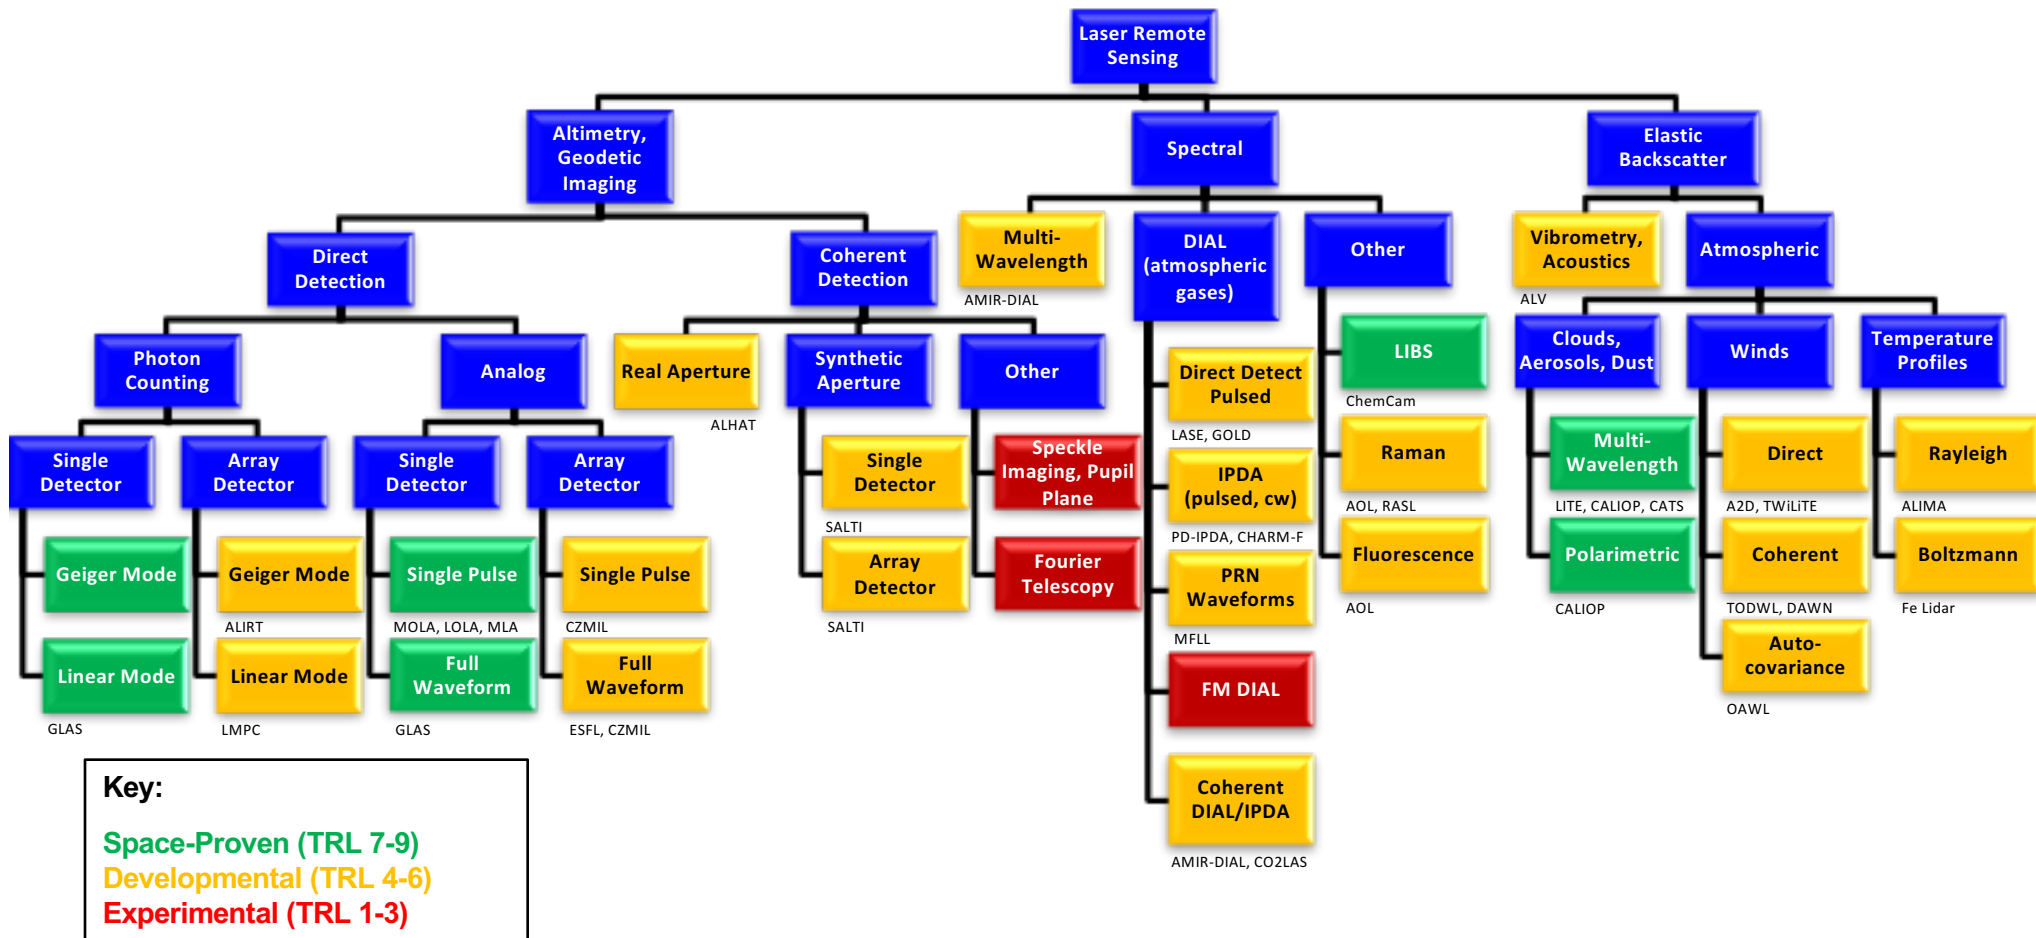 Laser Remote
Sensing
Altimetry,
Geodetic
Imaging
Spectral
Elastic
Backscatter
Direct
Detection
Coherent
Detection
Multi-
Wavelength
AMIR-DIAL
DIAL
(atmospheric
gases)
Other
Vibrometry,
Acoustics
ALV
Atmospheric
Photon
Counting
Analog
Real Aperture
ALHAT
Synthetic
Aperture
Other
Direct Detect
Pulsed
LASE, GOLD
LIBS
ChemCam
Clouds,
Aerosols, Dust
Winds
Temperature
Profiles
Single
Detector
Array
Detector
Single
Detector
Array
Detector
Single
Detector
SALTI
Speckle
Imaging, Pupil
Plane
IPDA
(pulsed, cw)
PD-IPDA, CHARM-F
Raman
AOL, RASL
Multi-
Wavelength
LITE, CALIOP, CATS
Direct
A2D, TWiLiTE
Rayleigh
ALIMA
Geiger Mode
Geiger Mode
ALIRT
Single Pulse
MOLA, LOLA, MLA
Single Pulse
CZMIL
Array
Detector
SALTI
Fourier
Telescopy
PRN
Waveforms
MFLL
Fluorescence
AOL
Polarimetric
CALIOP
Coherent
TODWL, DAWN
Boltzmann
Fe Lidar
Linear Mode
GLAS
Linear Mode
LMPC
Full
Waveform
GLAS
Full
Waveform
ESFL, CZMIL
FM DIAL
Auto-
covariance
OAWL
Coherent
DIAL/IPDA
AMIR-DIAL, CO2LAS
Key:
Space-Proven (TRL 7-9)
Developmental (TRL 4-6)
Experimental (TRL 1-3)